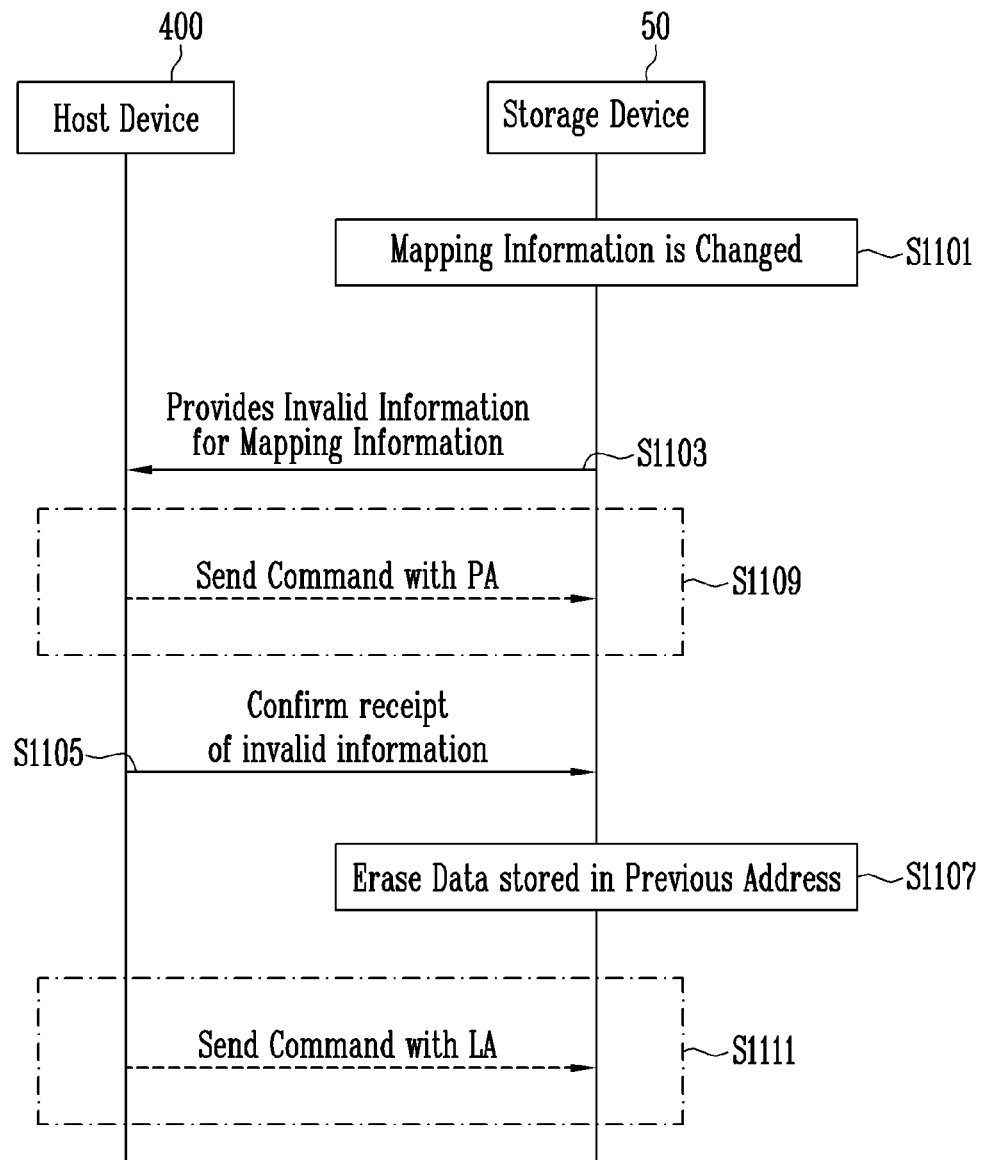 400
50
Host Device
Storage Device
Mapping Information is Changed
S1101
Provides Invalid Information
for Mapping Information
S1103
Send Command with PA
S1109
Confirm receipt
of invalid information
S1105
Erase Data stored in Previous Address
S1107
Send Command with LA
S1111